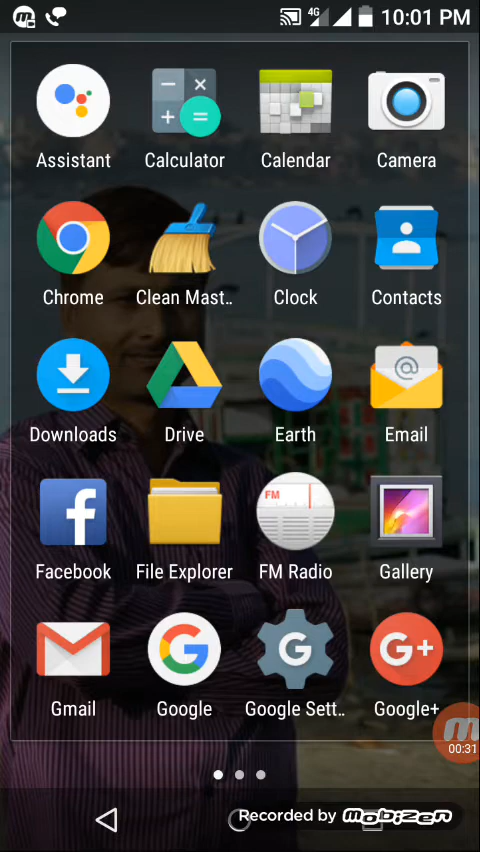 4G 10:01 PM
Assistant Calculator Calendar Camera
Chrome Clean Mast.. Clock Contacts
@
Downloads Drive Earth Email
f FM
Facebook File Explorer FM Radio Gallery
G G G+
Gmail Google Google Sett.. Google+
00:31
Recorded by mobizen